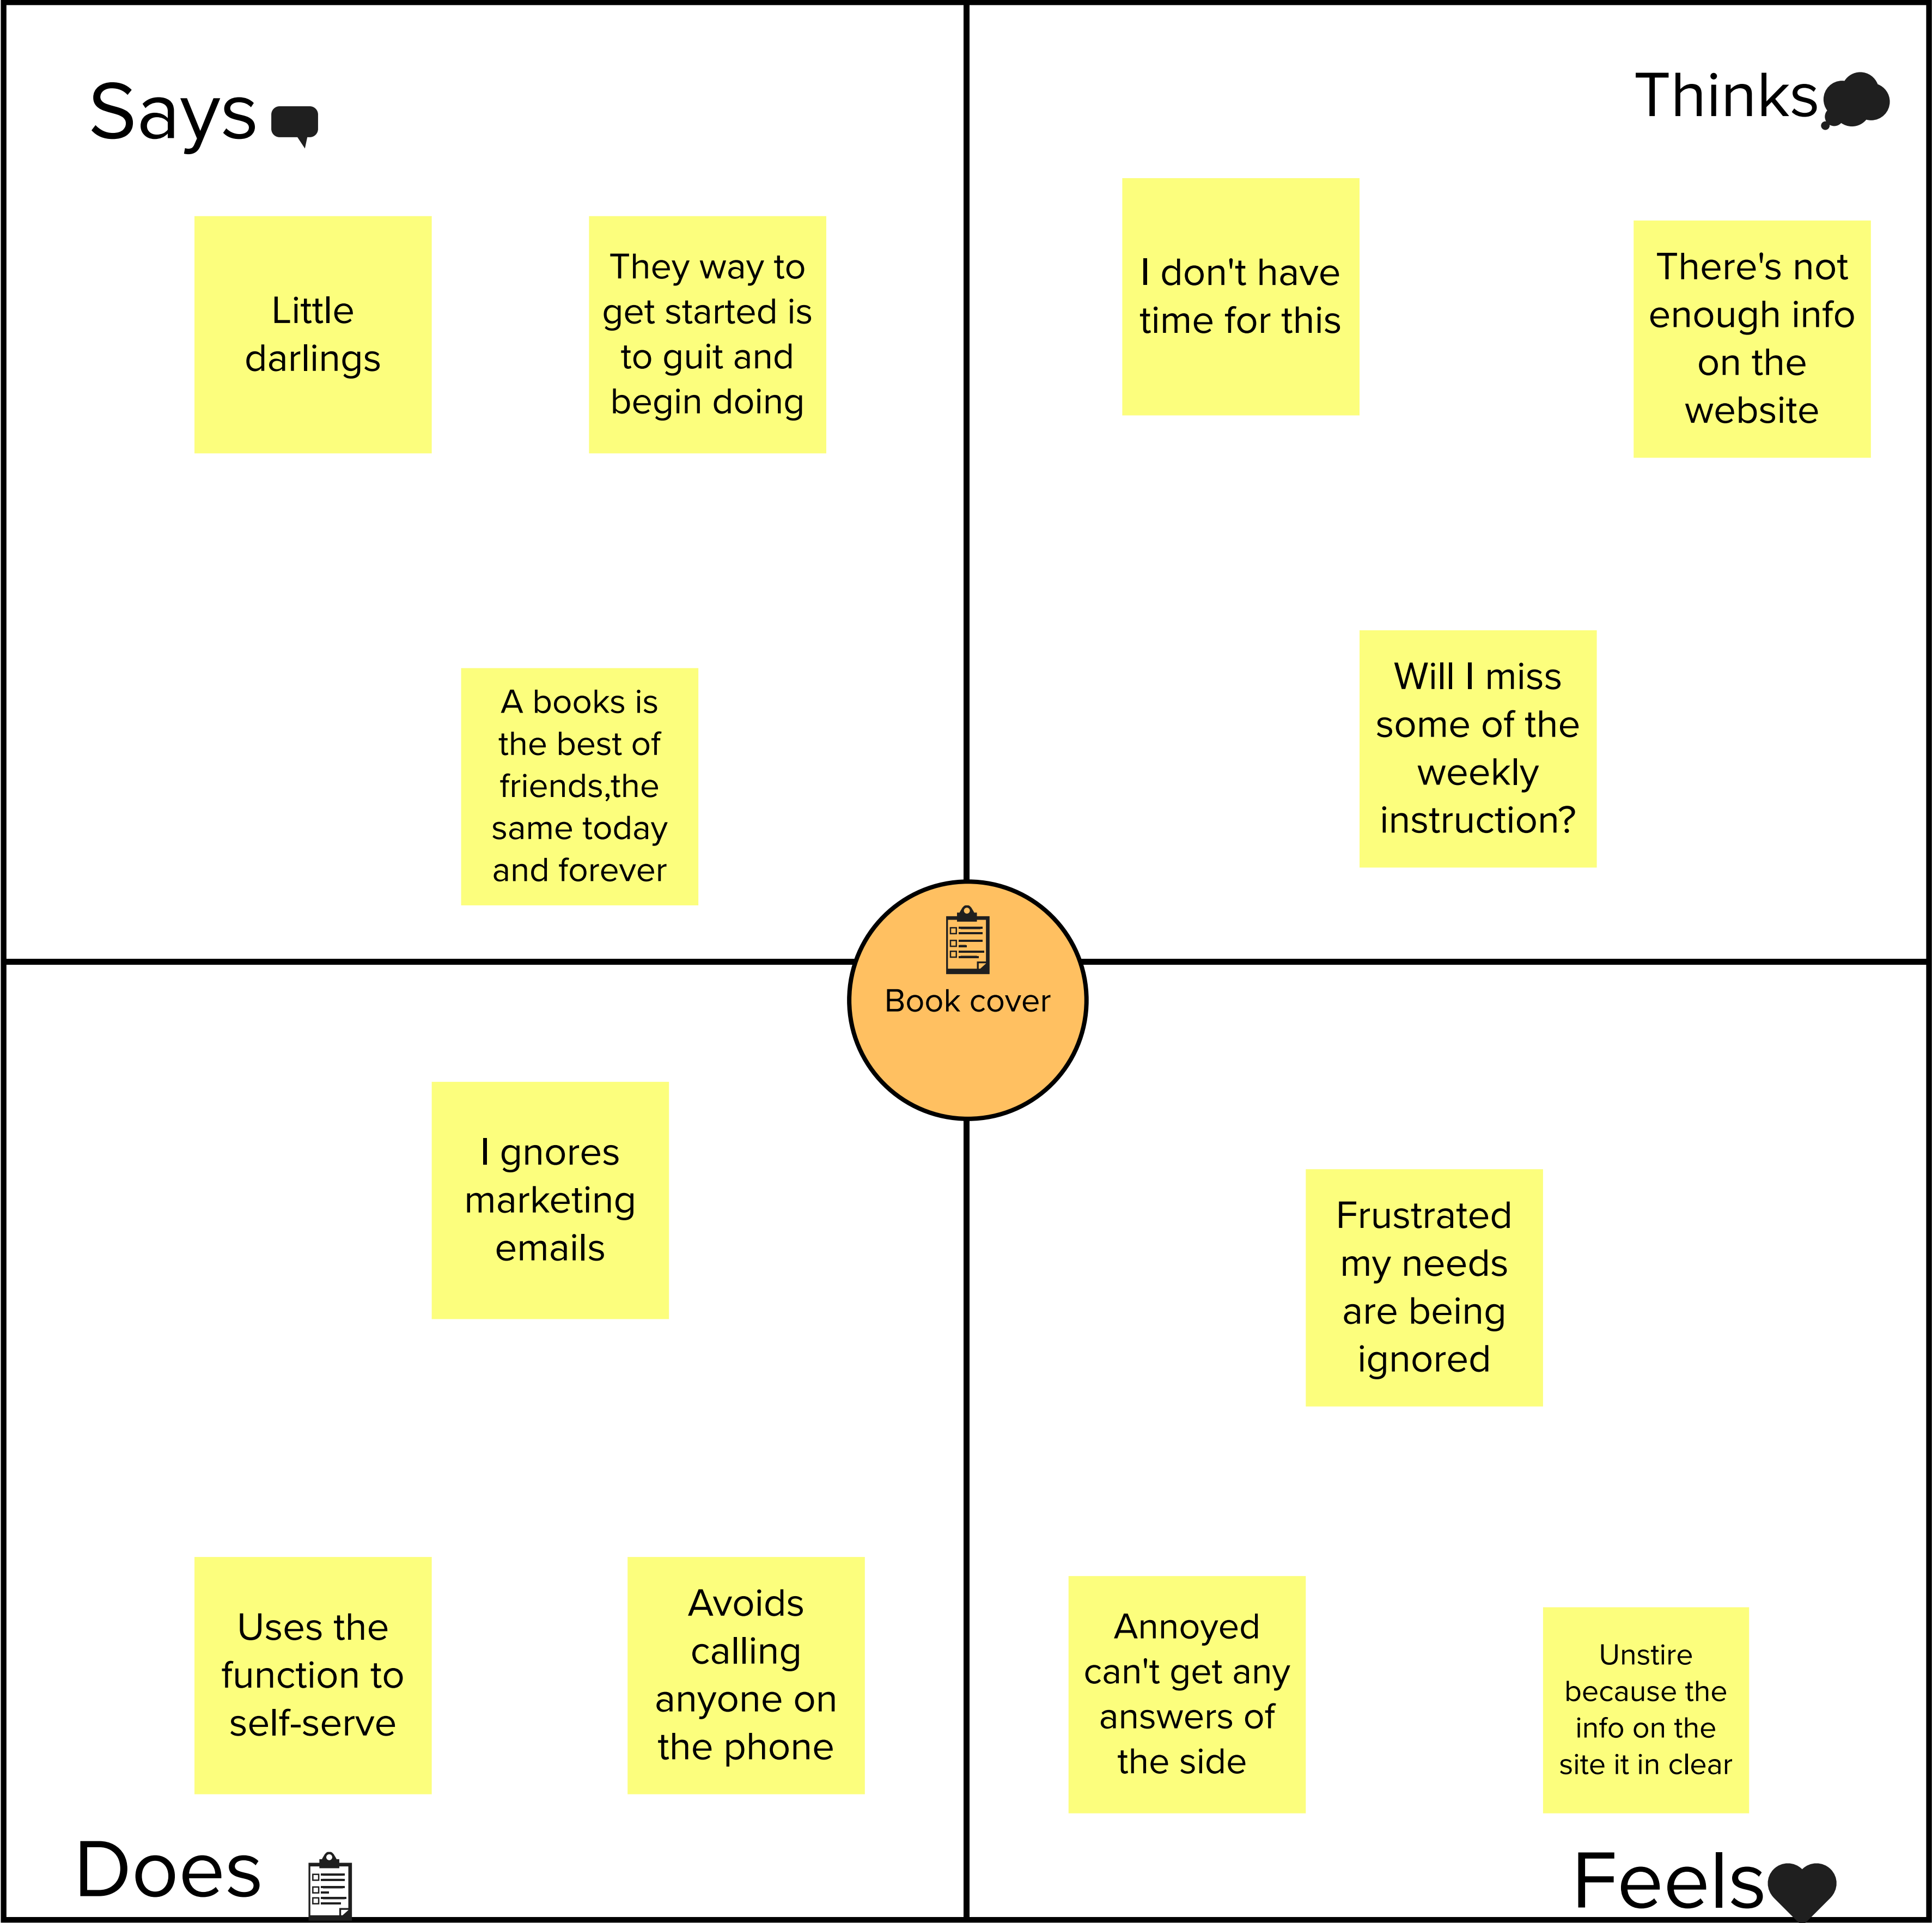 Says
Little
darlings
They way to
get started is
to guit and
begin doing
A books is
the best of
friends,the
same today
and forever
Thinks
I don't have
time for this
There's not
enough info
on the
website
Will I miss
some of the
weekly
instruction?
Book cover
I gnores
marketing
emails
Uses the
function to
self-serve
Avoids
calling
anyone on
the phone
Does
Frustrated
my needs
are being
ignored
Annoyed
can't get any
answers of
the side
Unstire
because the
info on the
site it in clear
Feels